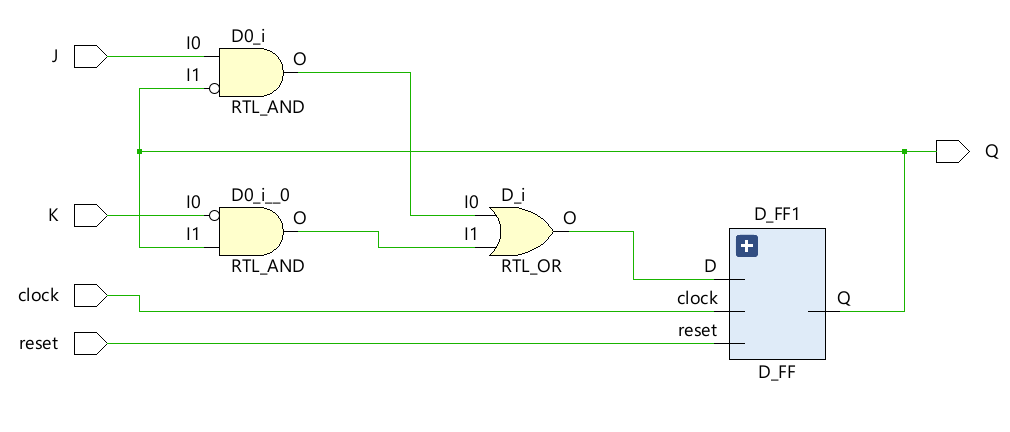 D0_i
J
I0
O
I1
RTL_AND
Q
D0_i__0
D_i
K
I0
O
I0
O
I1
I1
RTL_AND
RTL_OR
D_FF1
D
clock
clock
Q
reset
reset
D_FF